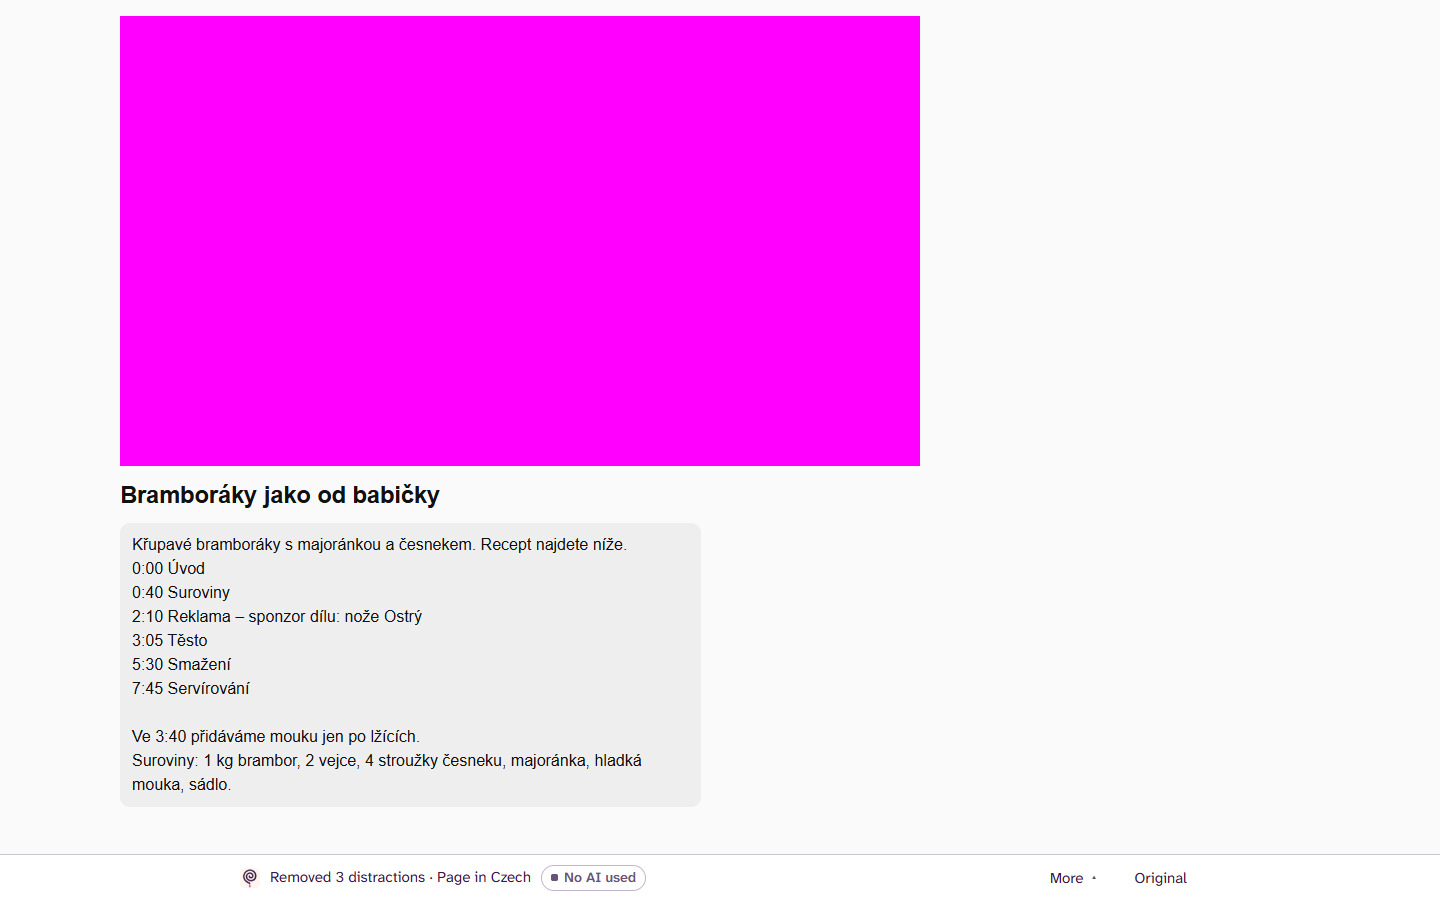 Bramboráky jako od babičky
Křupavé bramboráky s majoránkou a česnekem. Recept najdete níže.
0:00 Úvod
0:40 Suroviny
2:10 Reklama – sponzor dílu: nože Ostrý
3:05 Těsto
5:30 Smažení
7:45 Servírování
Ve 3:40 přidáváme mouku jen po lžících.
Suroviny: 1 kg brambor, 2 vejce, 4 stroužky česneku, majoránka, hladká
mouka, sádlo.
Removed 3 distractions · Page in Czech No AI used More Original